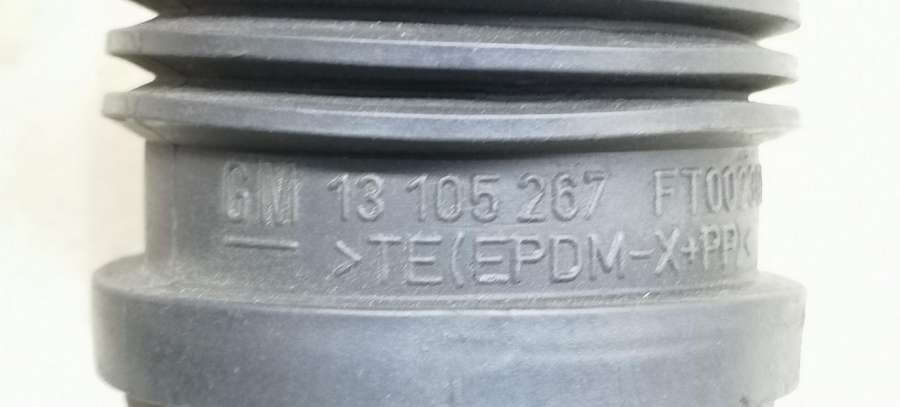 GM 13 105 267
>TE(EPDM-X+PP<